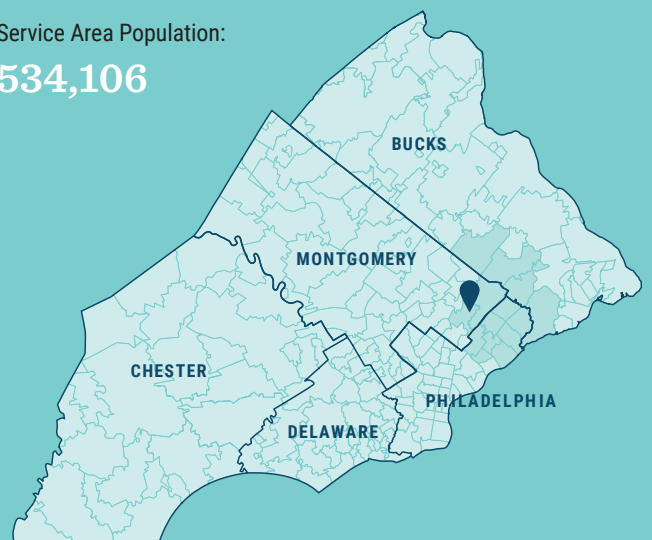 Service Area Population:
534,106
BUCKS
MONTGOMERY
CHESTER
PHILADELPHIA
DELAWARE